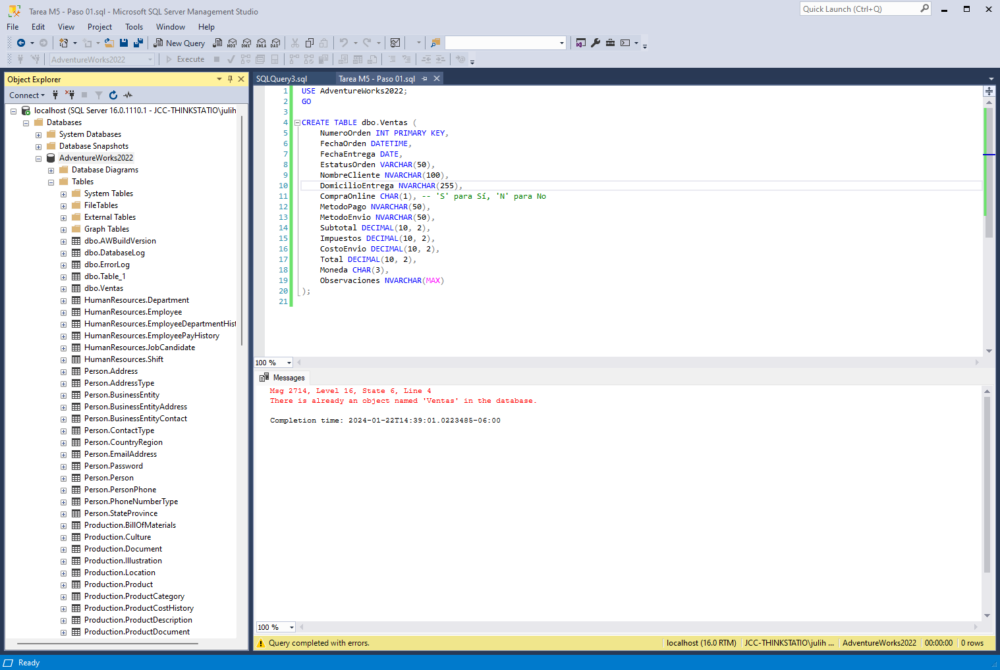 Tarea M5 - Paso 01.sql - Microsoft SQL Server Management Studio
Quick Launch (Ctrl+Q)
File Edit View Project Tools Window Help
New Query MDX DMX XMLA DAX
AdventureWorks2022 Execute
Object Explorer
Connect
localhost (SQL Server 16.0.1110.1 - JCC-THINKSTATIO\julih
Databases
System Databases
Database Snapshots
AdventureWorks2022
Database Diagrams
Tables
System Tables
FileTables
External Tables
Graph Tables
dbo.AWBuildVersion
dbo.DatabaseLog
dbo.ErrorLog
dbo.Table_1
dbo.Ventas
HumanResources.Department
HumanResources.Employee
HumanResources.EmployeeDepartmentHist
HumanResources.EmployeePayHistory
HumanResources.JobCandidate
HumanResources.Shift
Person.Address
Person.AddressType
Person.BusinessEntity
Person.BusinessEntityAddress
Person.BusinessEntityContact
Person.ContactType
Person.CountryRegion
Person.EmailAddress
Person.Password
Person.Person
Person.PersonPhone
Person.PhoneNumberType
Person.StateProvince
Production.BillOfMaterials
Production.Culture
Production.Document
Production.Illustration
Production.Location
Production.Product
Production.ProductCategory
Production.ProductCostHistory
Production.ProductDescription
Production.ProductDocument
SQLQuery3.sql Tarea M5 - Paso 01.sql
1 USE AdventureWorks2022;
2 GO
3
4 CREATE TABLE dbo.Ventas (
5 NumeroOrden INT PRIMARY KEY,
6 FechaOrden DATETIME,
7 FechaEntrega DATE,
8 EstatusOrden VARCHAR(50),
9 NombreCliente NVARCHAR(100),
10 DomicilioEntrega NVARCHAR(255),
11 CompraOnline CHAR(1), -- 'S' para Sí, 'N' para No
12 MetodoPago NVARCHAR(50),
13 MetodoEnvio NVARCHAR(50),
14 Subtotal DECIMAL(10, 2),
15 Impuestos DECIMAL(10, 2),
16 CostoEnvio DECIMAL(10, 2),
17 Total DECIMAL(10, 2),
18 Moneda CHAR(3),
19 Observaciones NVARCHAR(MAX)
20 );
21
100 %
Messages
Msg 2714, Level 16, State 6, Line 4
There is already an object named 'Ventas' in the database.
Completion time: 2024-01-22T14:39:01.0223485-06:00
100 %
Query completed with errors. localhost (16.0 RTM) JCC-THINKSTATIO\julih ... AdventureWorks2022 00:00:00 0 rows
Ready